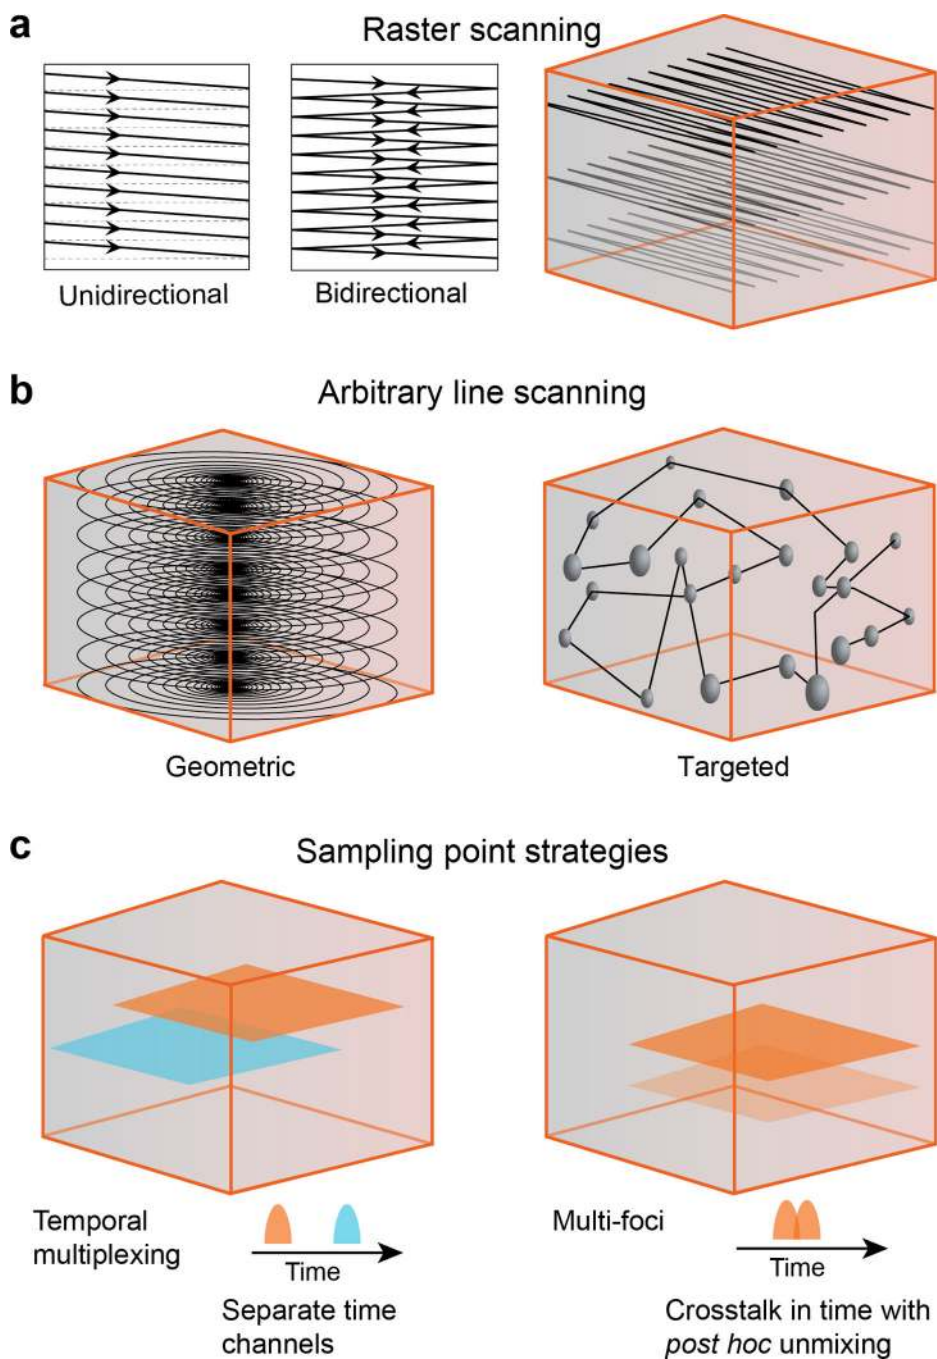 a
Raster scanning
Unidirectional
Bidirectional
b
Arbitrary line scanning
Geometric
Targeted
c
Sampling point strategies
Temporal
multiplexing
Time
Separate time
channels
Multi-foci
Time
Crosstalk in time with
post hoc unmixing